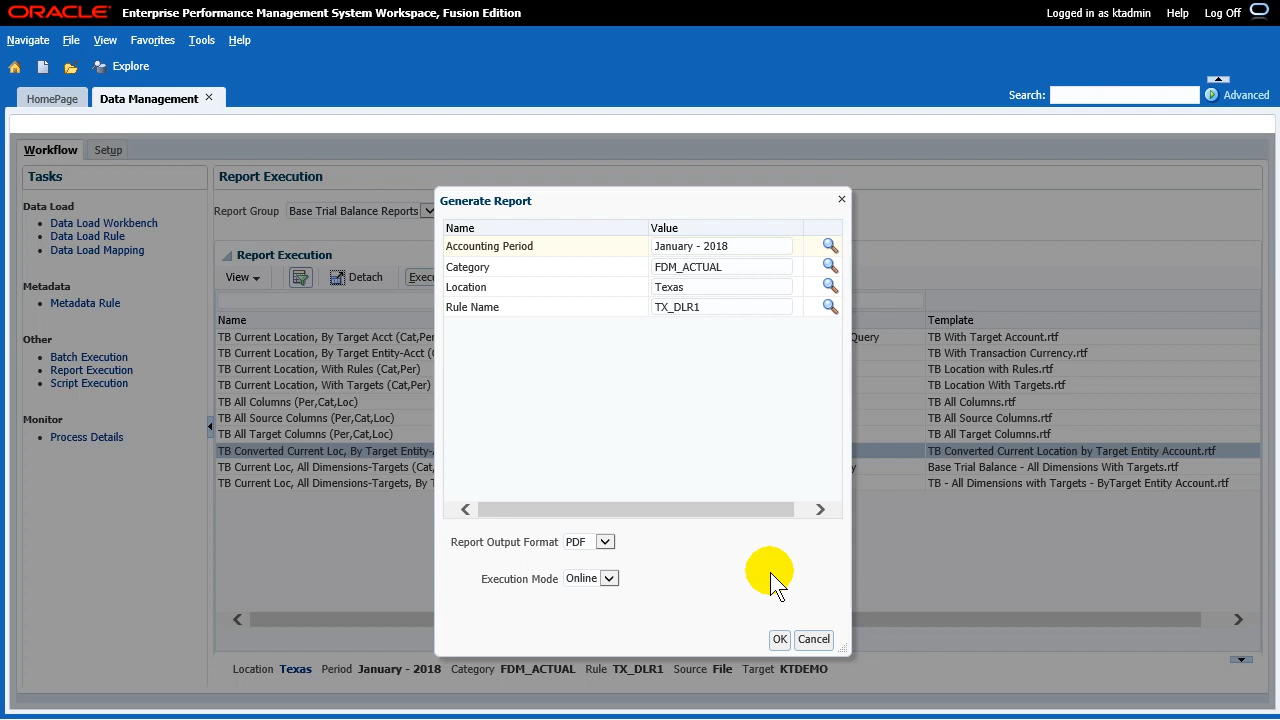 ORACLE Enterprise Performance Management System Workspace, Fusion Edition Logged in as ktadmin Help Log Off
Navigate File View Favorites Tools Help
Explore
HomePage Data Management Search: Advanced
Workflow Setup
Tasks
Data Load
Data Load Workbench
Data Load Rule
Data Load Mapping
Metadata
Metadata Rule
Other
Batch Execution
Report Execution
Script Execution
Monitor
Process Details
Report Execution
Report Group Base Trial Balance Reports
Report Execution
View Detach
Name Template
TB Current Location, By Target Acct (Cat,Per TB With Target Account.rtf
TB Current Location, By Target Entity-Acct ( TB With Transaction Currency.rtf
TB Current Location, With Rules (Cat,Per) TB Location with Rules.rtf
TB Current Location, With Targets (Cat,Per) TB Location With Targets.rtf
TB All Columns (Per,Cat,Loc) TB All Columns.rtf
TB All Source Columns (Per,Cat,Loc) TB All Source Columns.rtf
TB All Target Columns (Per,Cat,Loc) TB All Target Columns.rtf
TB Converted Current Loc, By Target Entity- TB Converted Current Location by Target Entity Account.rtf
TB Current Loc, All Dimensions-Targets (Cat, Base Trial Balance - All Dimensions With Targets.rtf
TB Current Loc, All Dimensions-Targets, By T TB - All Dimensions with Targets - ByTarget Entity Account.rtf
Generate Report
Name Value
Accounting Period January - 2018
Category FDM_ACTUAL
Location Texas
Rule Name TX_DLR1
Report Output Format PDF
Execution Mode Online
OK Cancel
Location Texas Period January - 2018 Category FDM_ACTUAL Rule TX_DLR1 Source File Target KTDEMO